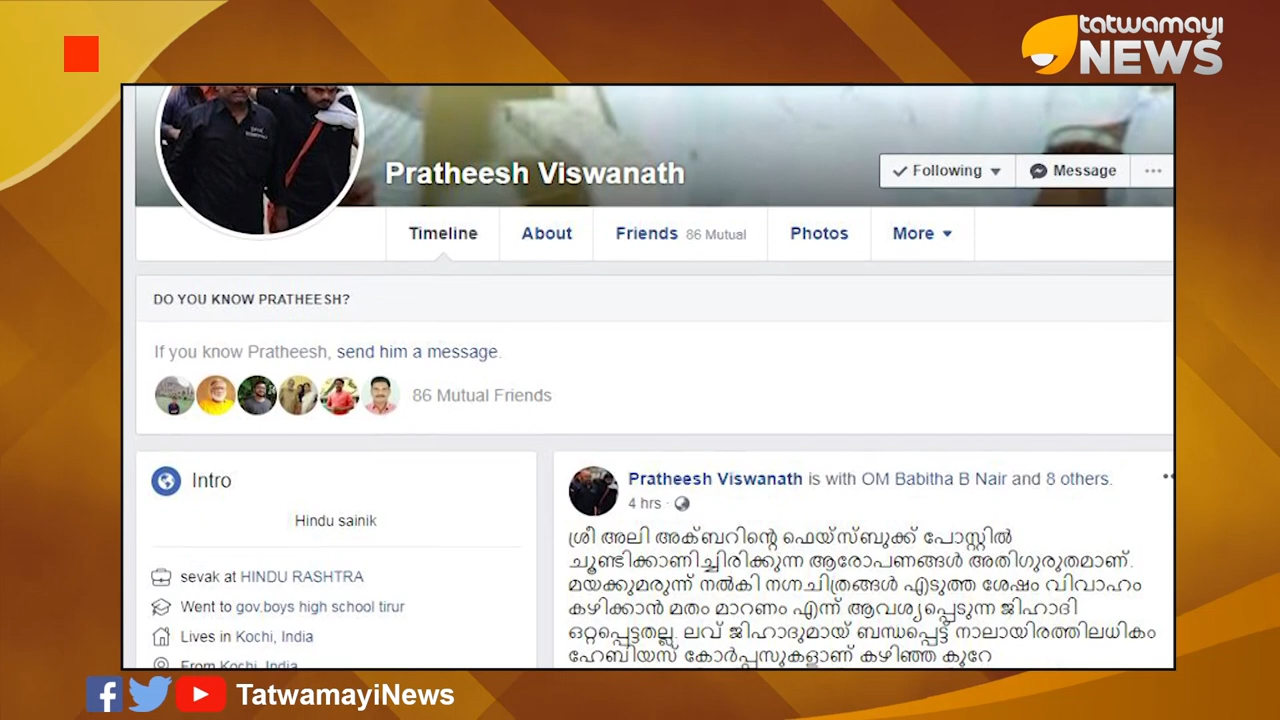 tatwamayi
NEWS
Pratheesh Viswanath
Following
Message
Timeline
About
Friends 86 Mutual
Photos
More
DO YOU KNOW PRATHEESH?
If you know Pratheesh, send him a message.
86 Mutual Friends
Intro
Hindu sainik
sevak at HINDU RASHTRA
Went to gov.boys high school tirur
Lives in Kochi, India
From Kochi, India
Pratheesh Viswanath is with OM Babitha B Nair and 8 others.
4 hrs
ശ്രീ അലി അക്ബറിന്റെ ഫെയ്സ്ബുക്ക് പോസ്റ്റിൽ
ചൂണ്ടിക്കാണിച്ചിരിക്കുന്ന ആരോപണങ്ങൾ അതിഗുരുതമാണ്.
മയക്കുമരുന്ന് നൽകി നഗ്നചിത്രങ്ങൾ എടുത്ത ശേഷം വിവാഹം
കഴിക്കാൻ മതം മാറണം എന്ന് ആവശ്യപ്പെടുന്ന ജിഹാദി
ഒറ്റപ്പെട്ടതല്ല. ലവ് ജിഹാദുമായ് ബന്ധപ്പെട്ട് നാലായിരത്തിലധികം
ഹേബിയസ് കോർപ്പസുകളാണ് കഴിഞ്ഞ കുറേ
TatwamayiNews